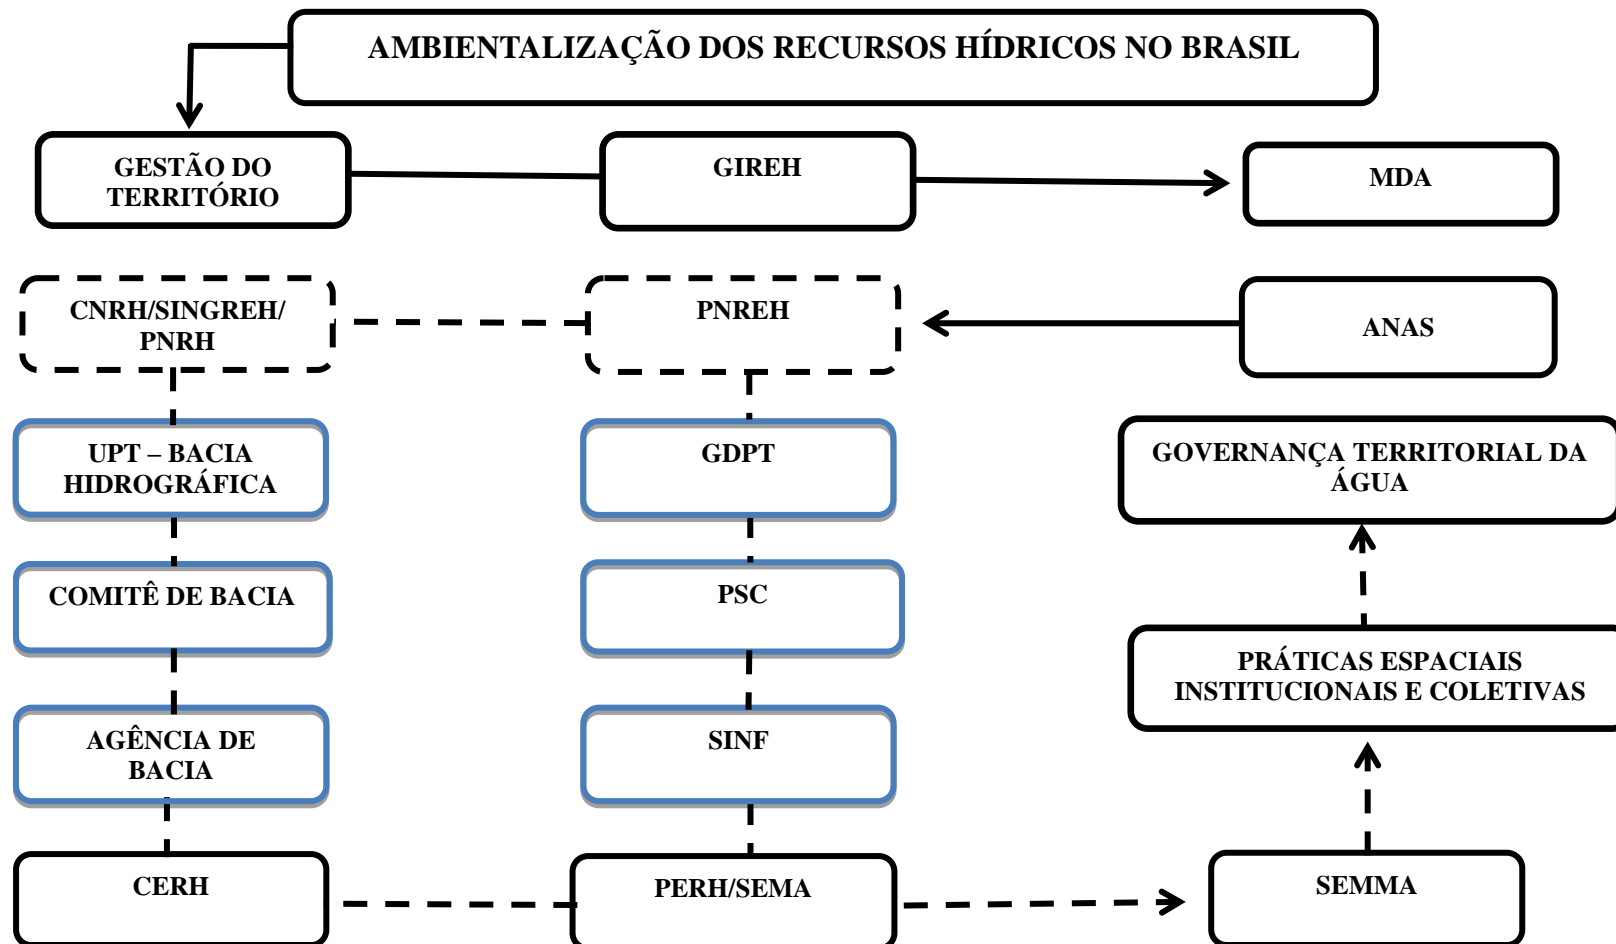 AMBIENTALIZAÇÃO DOS RECURSOS HÍDRICOS NO BRASIL
GESTÃO DO
TERRITÓRIO
GIREH
MDA
CNRH/SINGREH/
PNRH
PNREH
ANAS
UPT – BACIA
HIDROGRÁFICA
GDPT
GOVERNANÇA TERRITORIAL DA
ÁGUA
COMITÊ DE BACIA
PSC
PRÁTICAS ESPACIAIS
INSTITUCIONAIS E COLETIVAS
AGÊNCIA DE
BACIA
SINF
CERH
PERH/SEMA
SEMMA